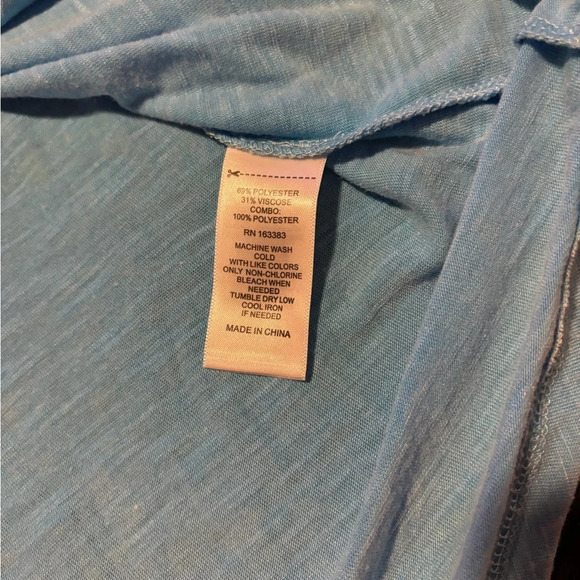 69% POLYESTER
31% VISCOSE
COMBO:
100% POLYESTER
RN 163383
MACHINE WASH
COLD
WITH LIKE COLORS
ONLY NON-CHLORINE
BLEACH WHEN
NEEDED
TUMBLE DRY LOW
COOL IRON
IF NEEDED
MADE IN CHINA